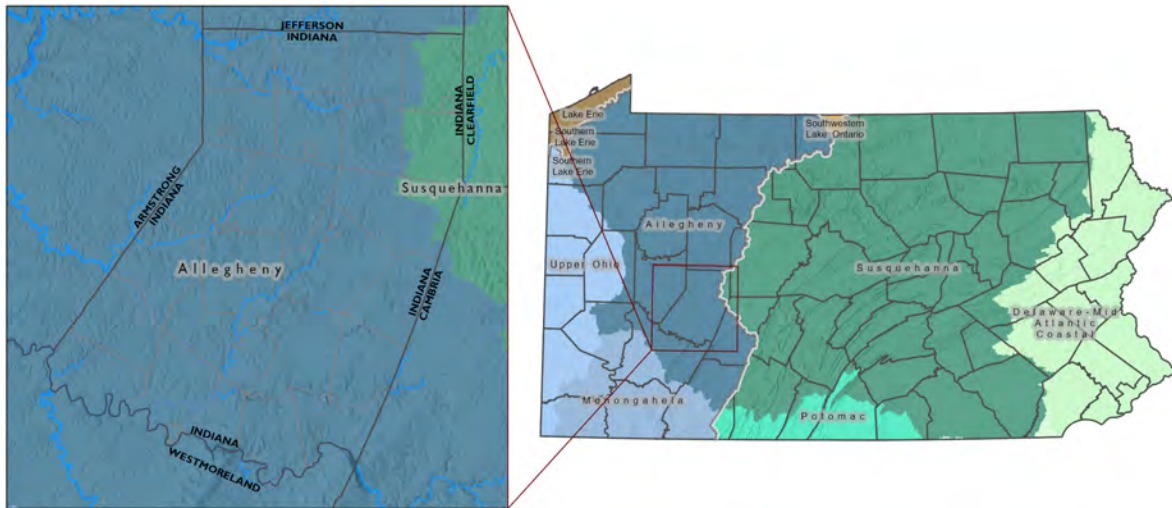 JEFFERSON
INDIANA
INDIANA
CLEARFIELD
Susquehanna
ARMSTRONG
INDIANA
Allegheny
INDIANA
CAMBRIA
INDIANA
WESTMORELAND
Lake Erie
Southern
Lake Erie
Southern
Lake Erie
Southwestern
Lake Ontario
Allegheny
Upper Ohio
Susquehanna
Delaware-Mid
Atlantic
Coastal
Monongahela
Potomac